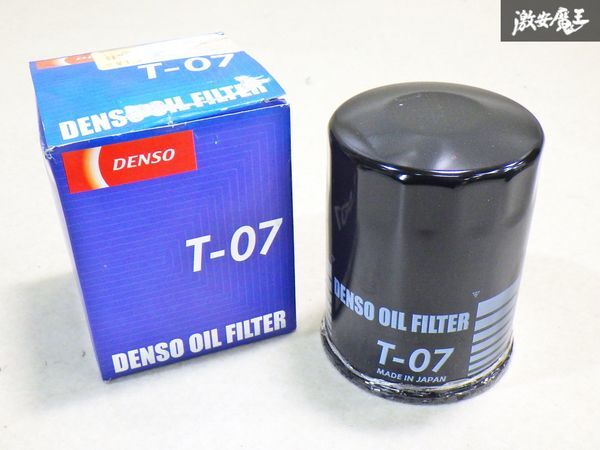 激安魔王
DENSO
T-07
DENSO OIL FILTER
DENSO
T-07
DENSO OIL FILTER
DENSO OIL FILTER
T-07
MADE IN JAPAN